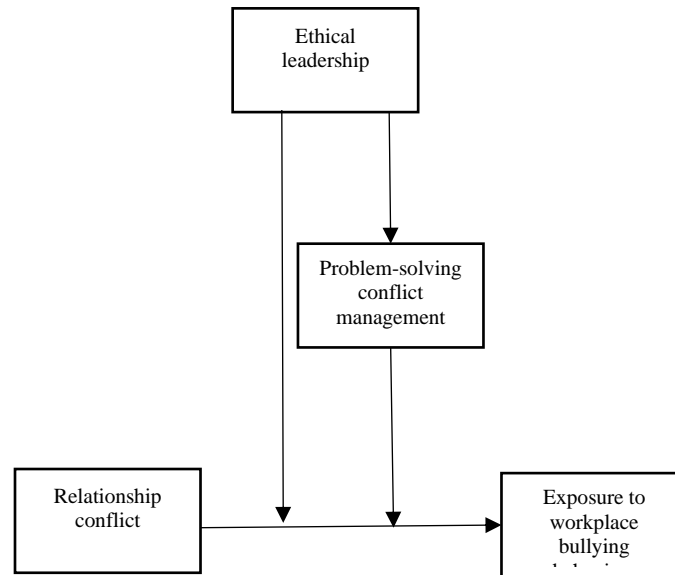 Ethical
leadership
Problem-solving
conflict
management
Relationship
conflict
Exposure to
workplace
bullying